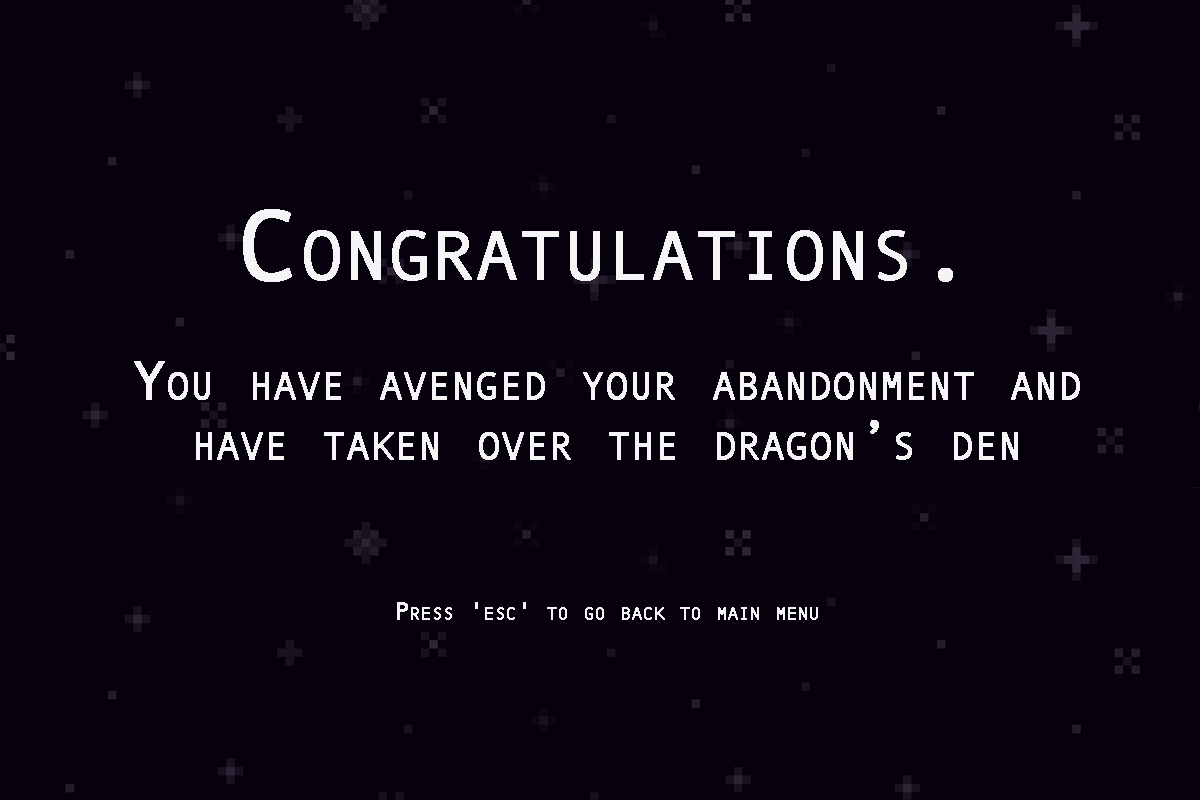 Congratulations.
You have avenged your abandonment and
have taken over the dragon's den
Press 'esc' to go back to main menu